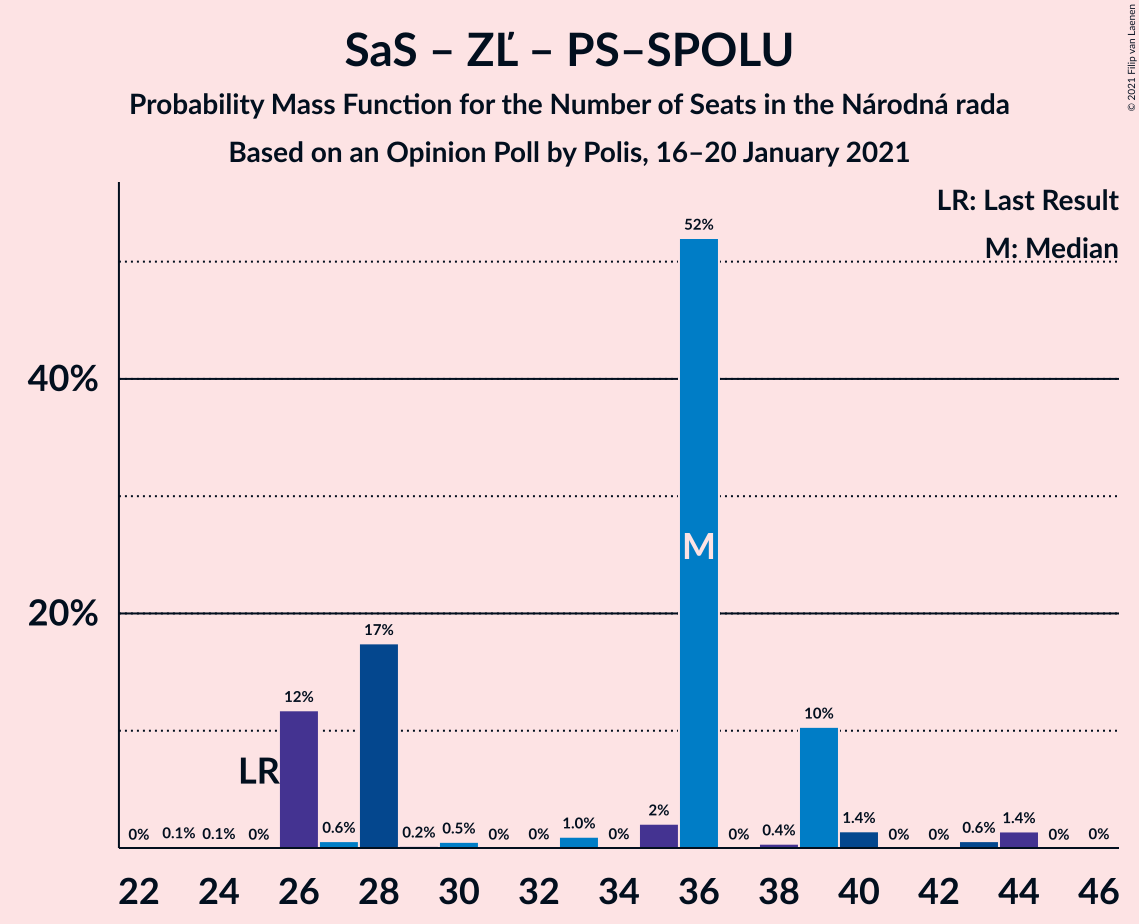 SaS – ZĽ – PS–SPOLU
Probability Mass Function for the Number of Seats in the Národná rada
Based on an Opinion Poll by Polis, 16–20 January 2021
© 2021 Filip van Laenen
LR: Last Result
M: Median
40%
20%
LR
M
0% 0.1% 0.1% 0% 12% 0.6% 17% 0.2% 0.5% 0% 0% 1.0% 0% 2% 52% 0% 0.4% 10% 1.4% 0% 0% 0.6% 1.4% 0% 0%
22 24 26 28 30 32 34 36 38 40 42 44 46